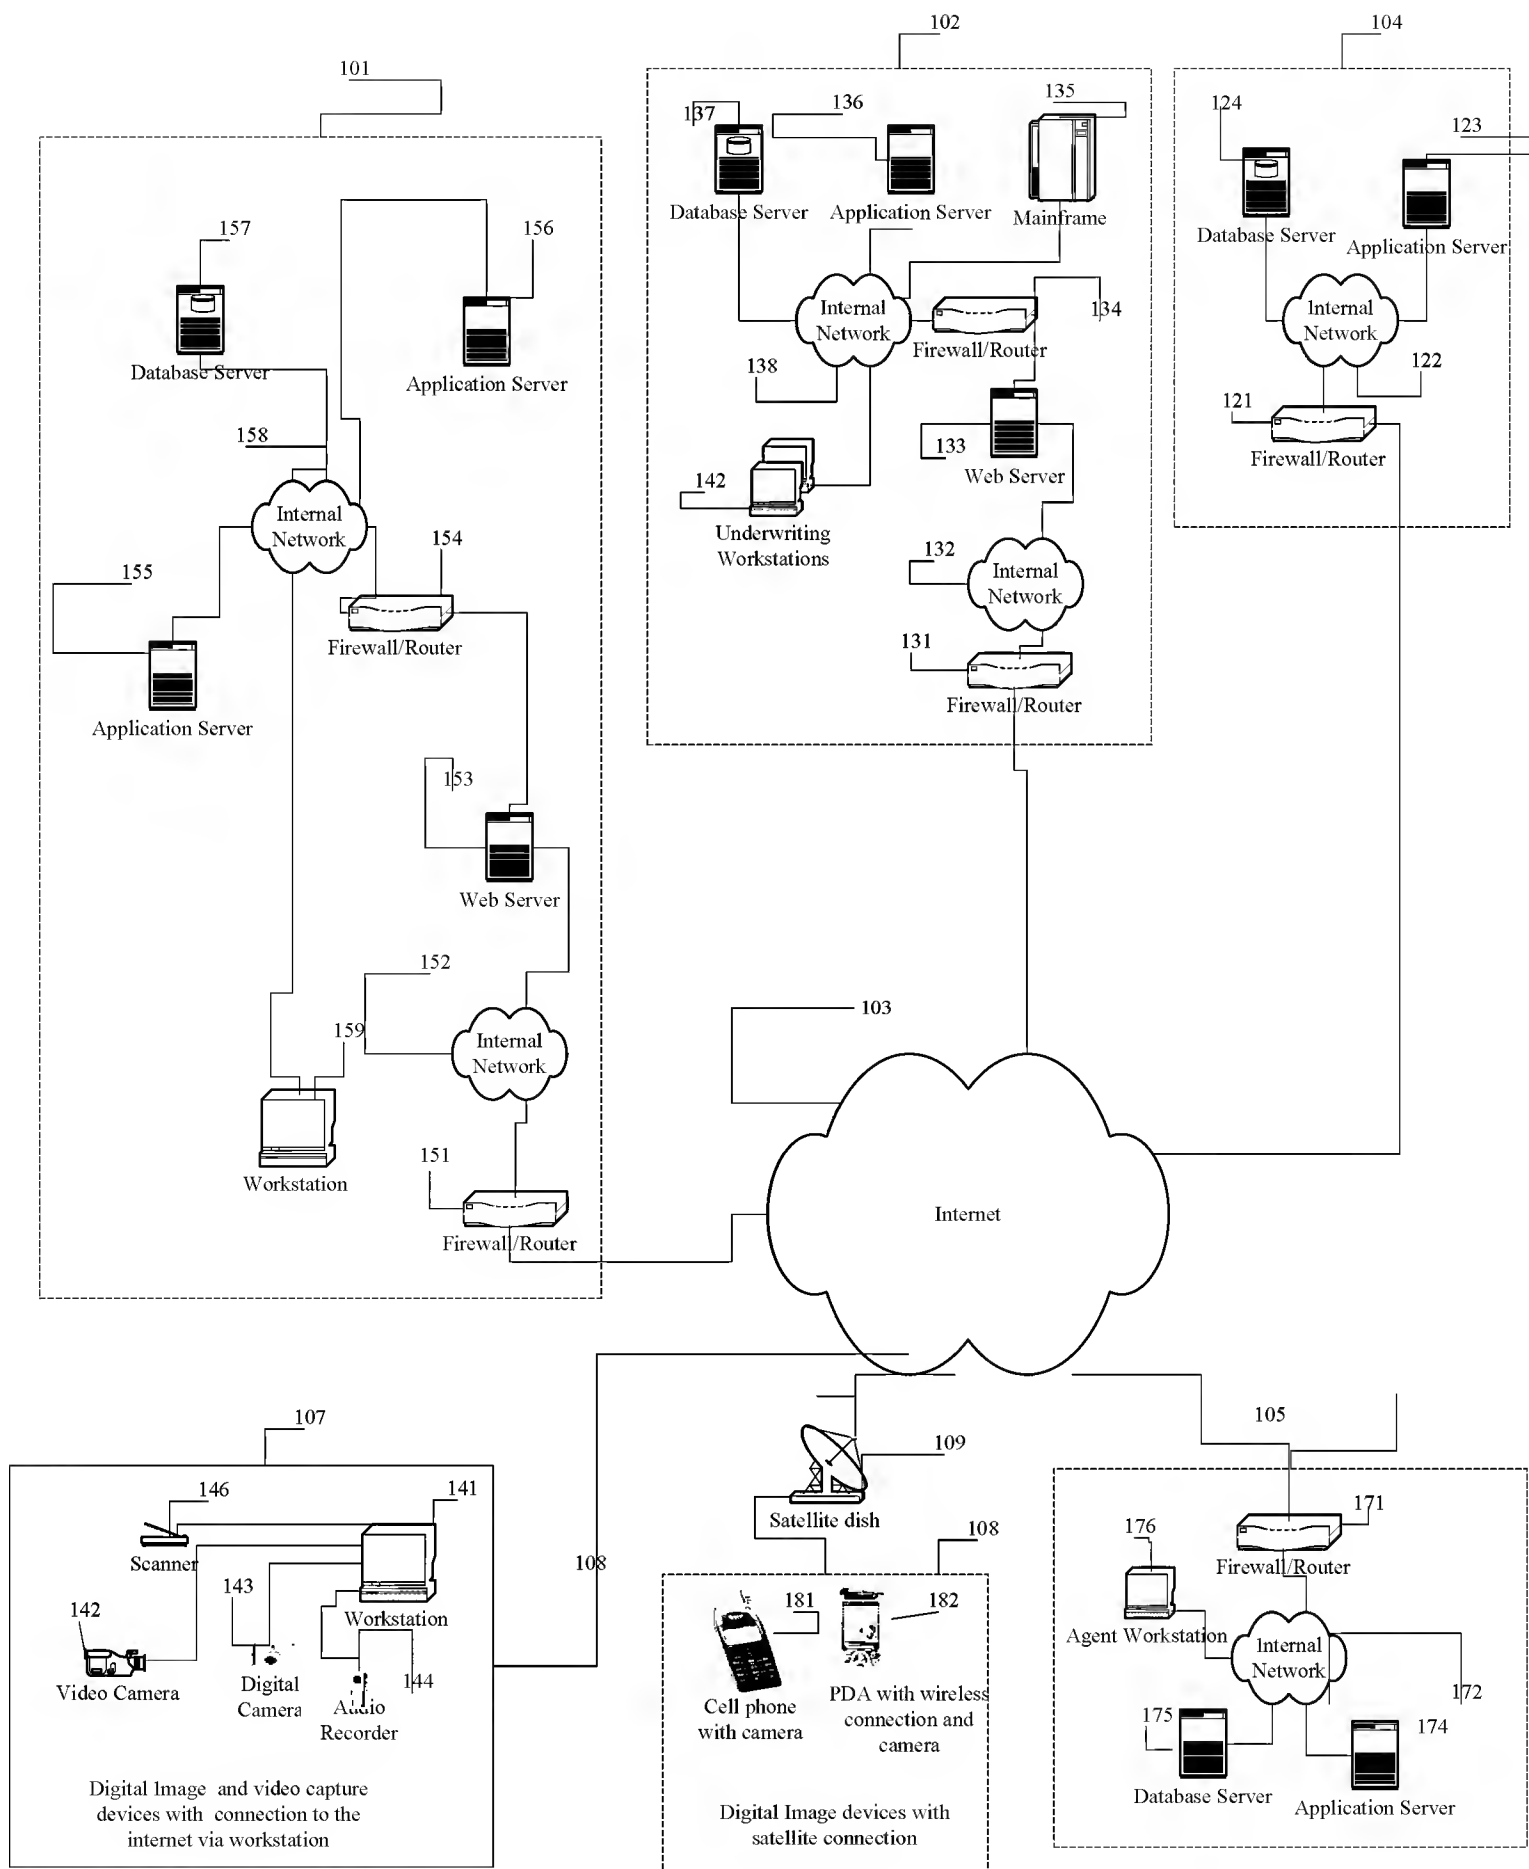 102
104
101
137
136
135
124
123
Database Server
Application Server
Mainframe
Database Server
Application Server
157
156
Internal
Network
134
Firewall/Router
Internal
Network
Database Server
Application Server
138
122
121
Firewall/Router
158
133
Web Server
142
Underwriting
Workstations
Internal
Network
154
132
Internal
Network
155
Firewall/Router
131
Firewall/Router
Application Server
153
Web Server
152
103
159
Internal
Network
Workstation
151
Firewall/Router
Internet
107
105
109
146
141
Scanner
Satellite dish
171
176
108
108
Firewall/Router
143
Workstation
142
181
182
Agent Workstation
Internal
Network
Video Camera
Digital
Camera
144
Audio
Recorder
Cell phone
with camera
PDA with wireless
connection and
camera
172
175
174
Database Server
Application Server
Digital Image and video capture
devices with connection to the
internet via workstation
Digital Image devices with
satellite connection